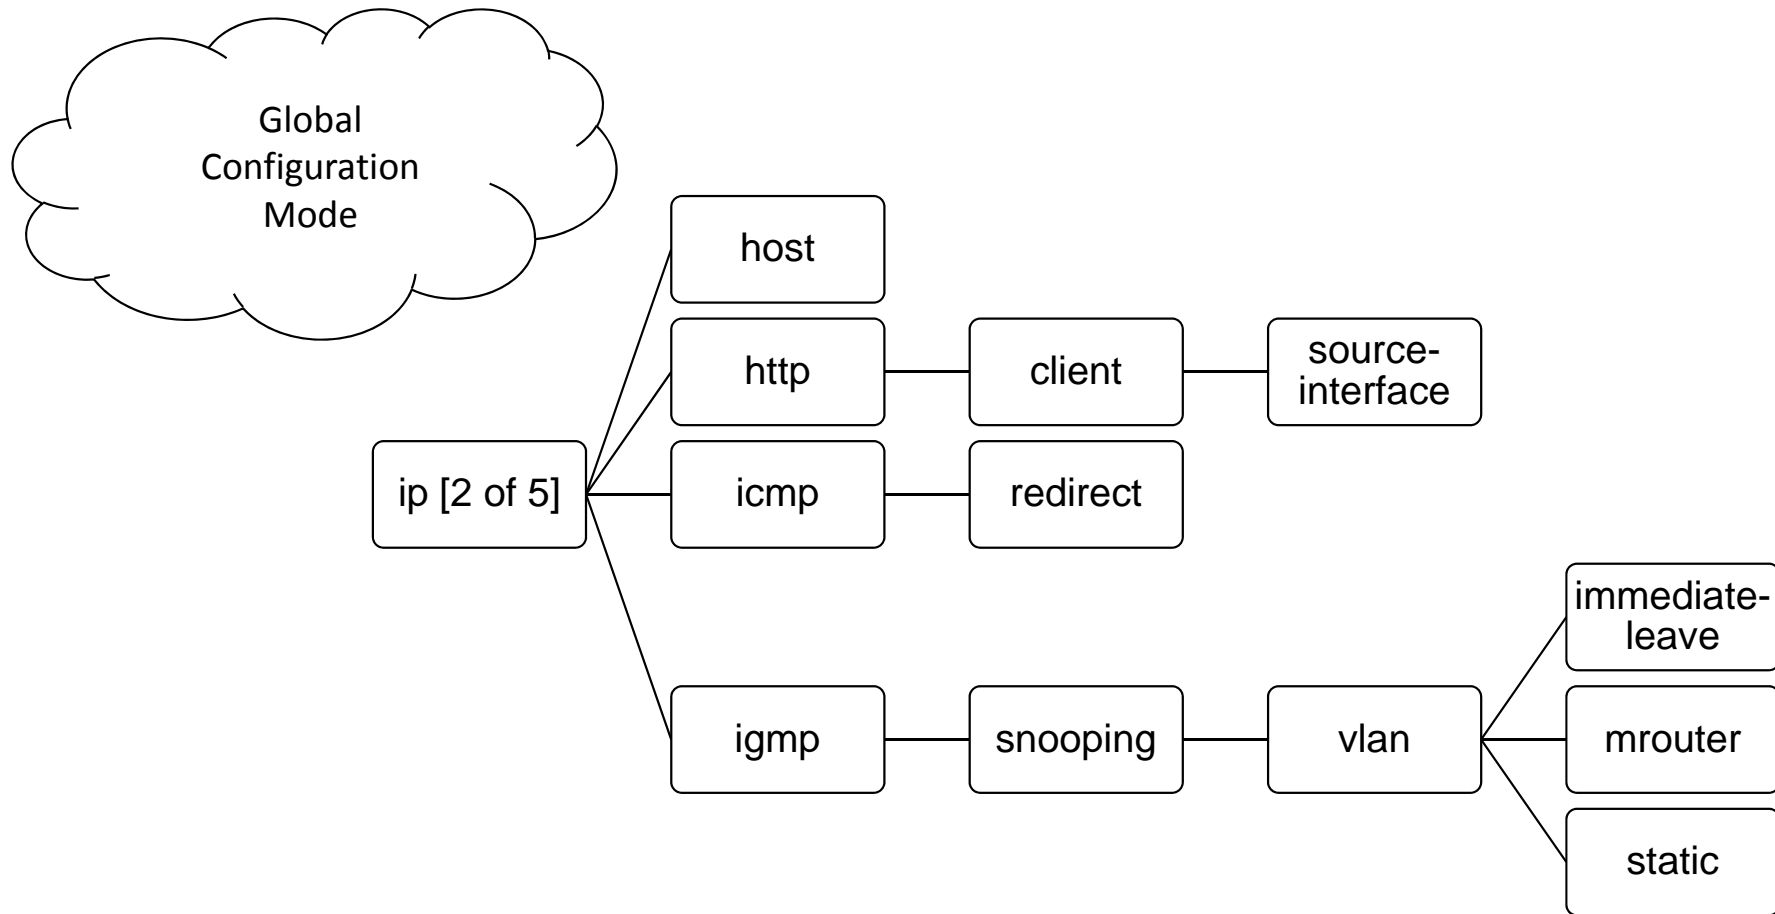 Global
Configuration
Mode
host
http
client
source-
interface
ip [2 of 5]
icmp
redirect
immediate-
leave
igmp
snooping
vlan
mrouter
static